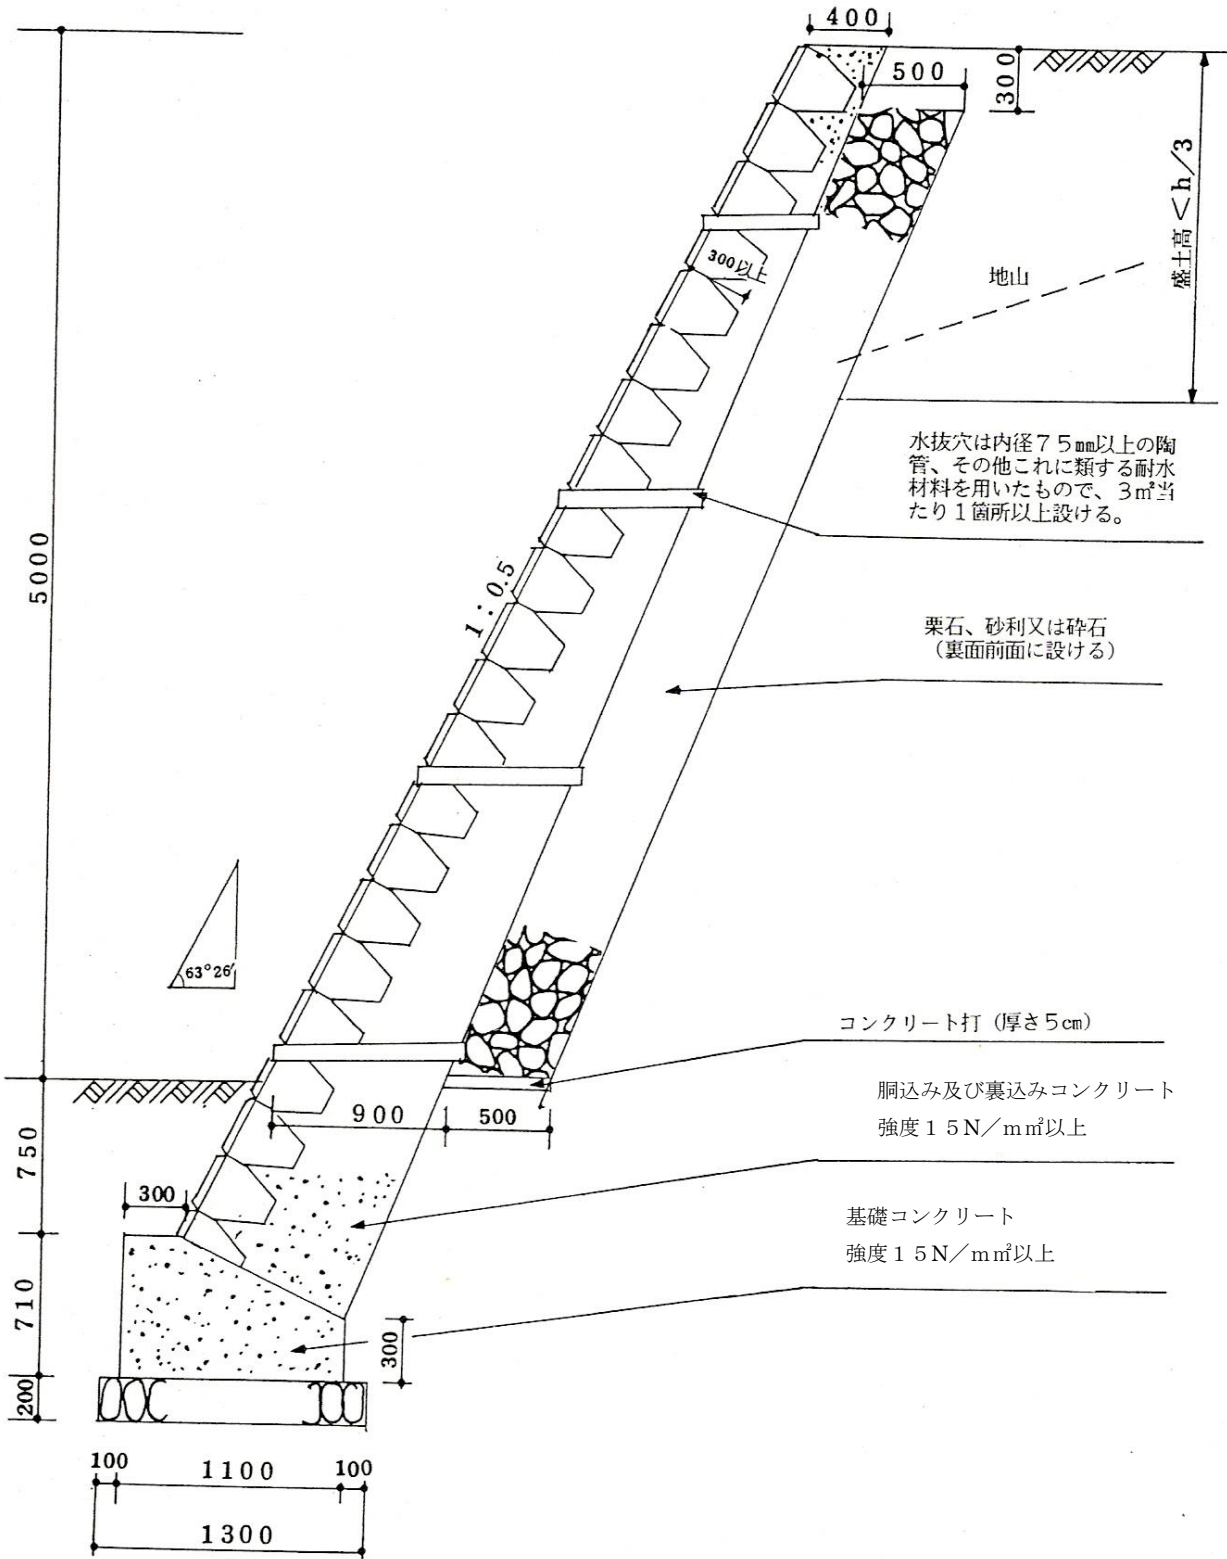 400
500
300
盛土高＜h/3
300以上
地山
水抜穴は内径７５㎜以上の陶
管、その他これに類する耐水
材料を用いたもので、３㎡当
たり１箇所以上設ける。
5000
1：0.5
栗石、砂利又は砕石
（裏面前面に設ける）
63°26′
コンクリート打（厚さ５㎝）
胴込み及び裏込みコンクリート
強度１５N／ｍ㎡以上
900
500
750
300
基礎コンクリート
強度１５N／ｍ㎡以上
710
300
200
100
1100
100
1300